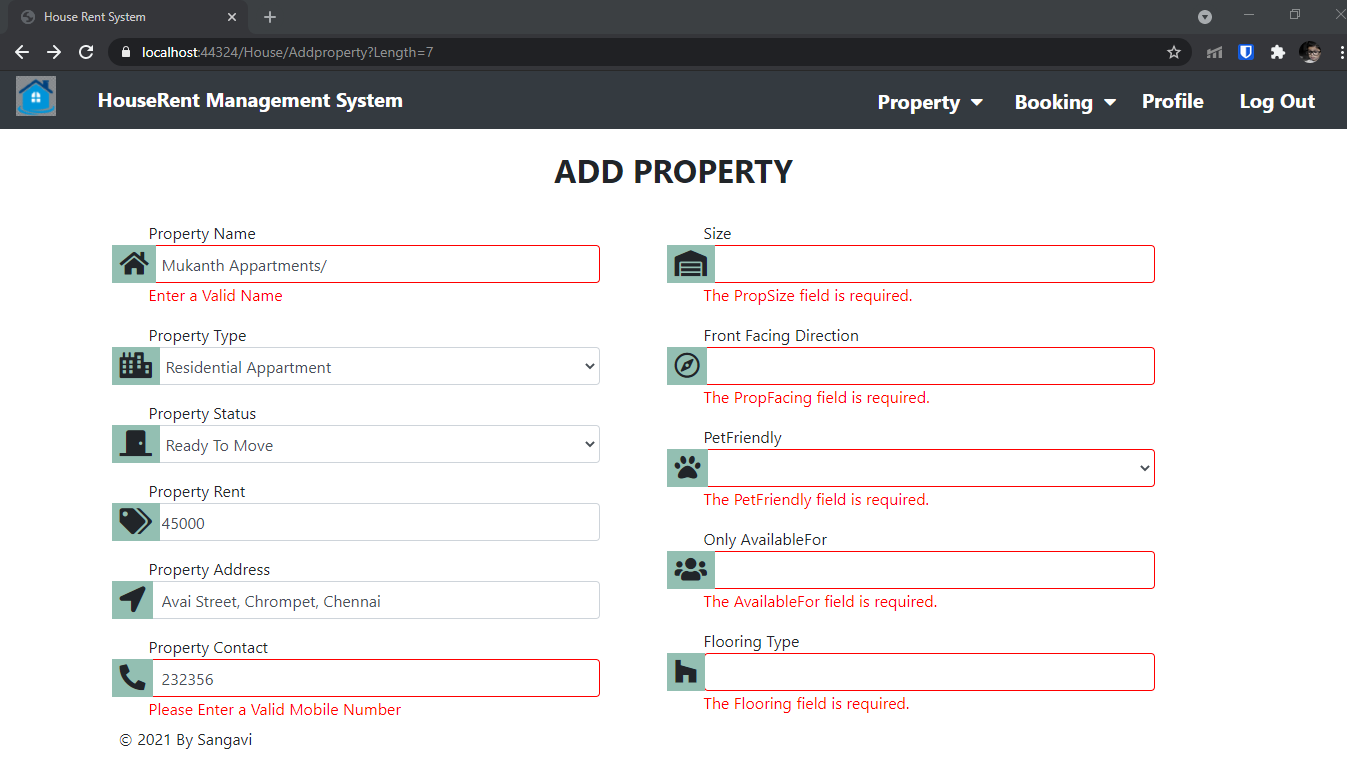 House Rent System
localhost:44324/House/Addproperty?Length=7
HouseRent Management System
Property
Booking
Profile
Log Out
ADD PROPERTY
Property Name
Mukanth Appartments/
Enter a Valid Name
Property Type
Residential Appartment
Property Status
Ready To Move
Property Rent
45000
Property Address
Avai Street, Chrompet, Chennai
Property Contact
232356
Please Enter a Valid Mobile Number
Size
The PropSize field is required.
Front Facing Direction
The PropFacing field is required.
PetFriendly
The PetFriendly field is required.
Only AvailableFor
The AvailableFor field is required.
Flooring Type
The Flooring field is required.
© 2021 By Sangavi